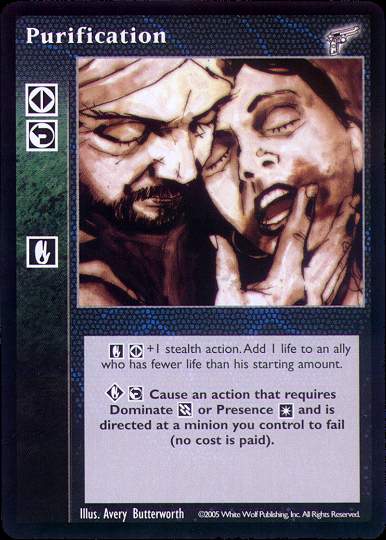 Purification
+1 stealth action. Add 1 life to an ally
who has fewer life than his starting amount.
Cause an action that requires
Dominate or Presence and is
directed at a minion you control to fail
(no cost is paid).
Illus. Avery Butterworth ©2005 White Wolf Publishing, Inc. All Rights Reserved.